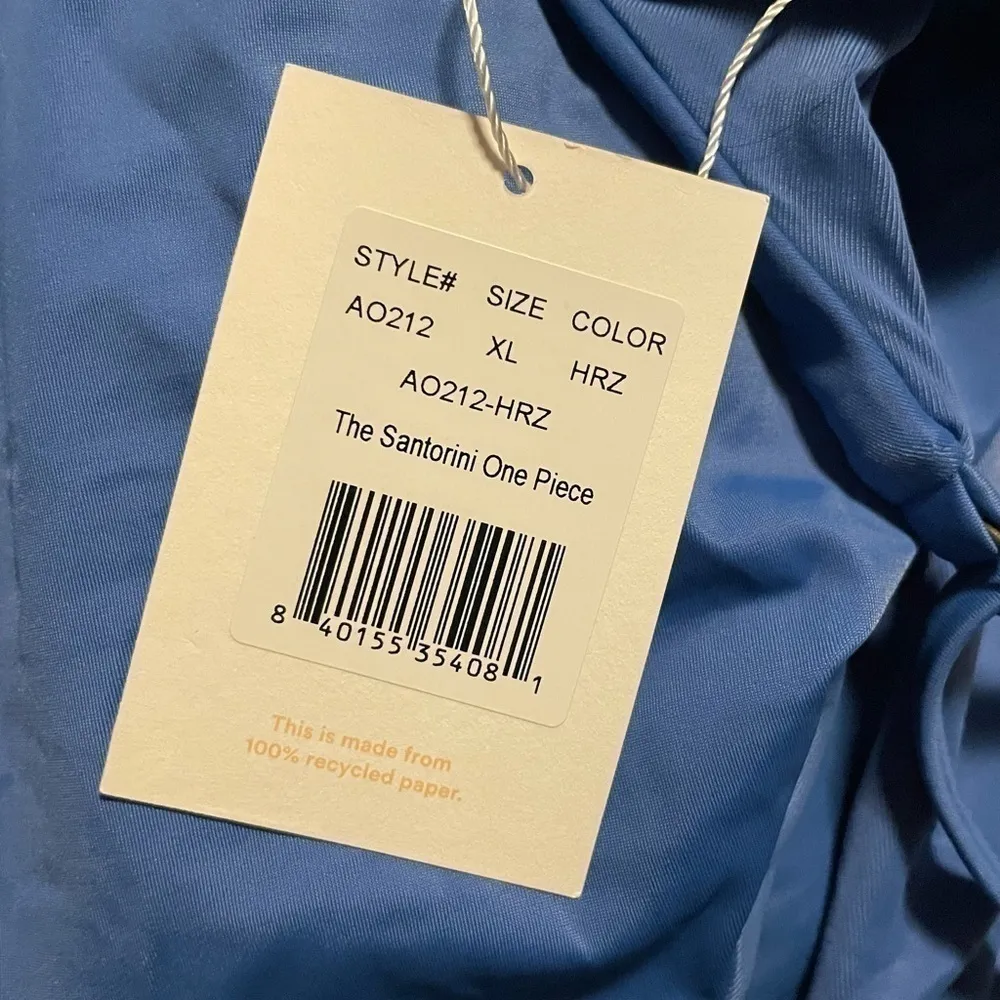 STYLE# SIZE COLOR
AO212 XL HRZ
AO212-HRZ
The Santorini One Piece
8 40155 35408 1
This is made from
100% recycled paper.